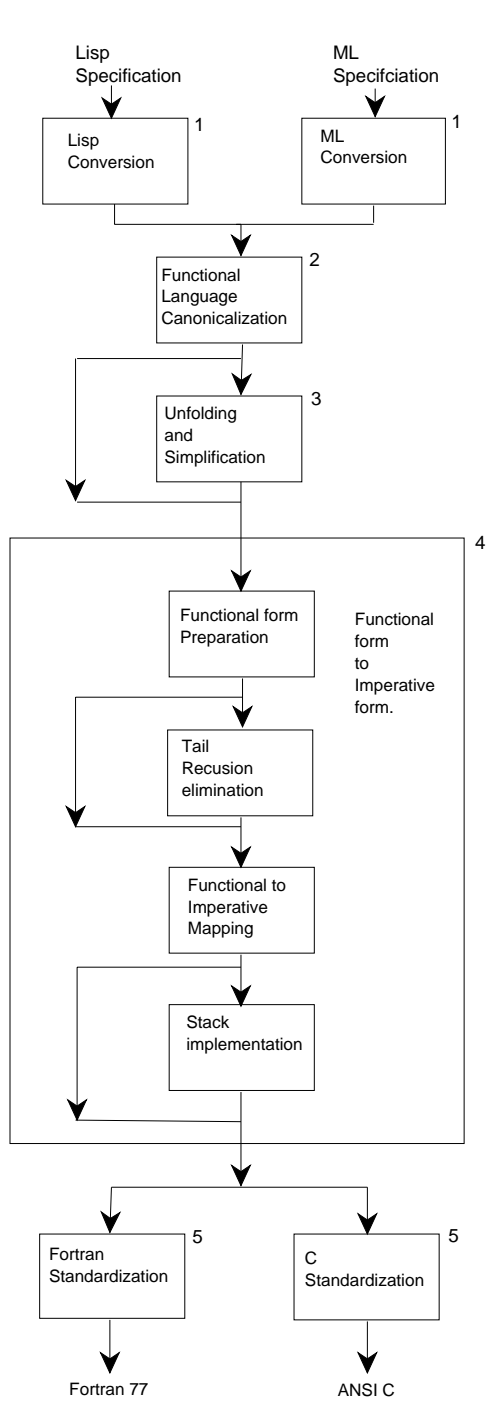 Lisp
Specification
ML
Specifciation
1
Lisp
Conversion
1
ML
Conversion
2
Functional
Language
Canonicalization
3
Unfolding
and
Simplification
4
Functional form
Preparation
Functional
form
to
Imperative
form.
Tail
Recusion
elimination
Functional to
Imperative
Mapping
Stack
implementation
5
Fortran
Standardization
5
C
Standardization
Fortran 77
ANSI C